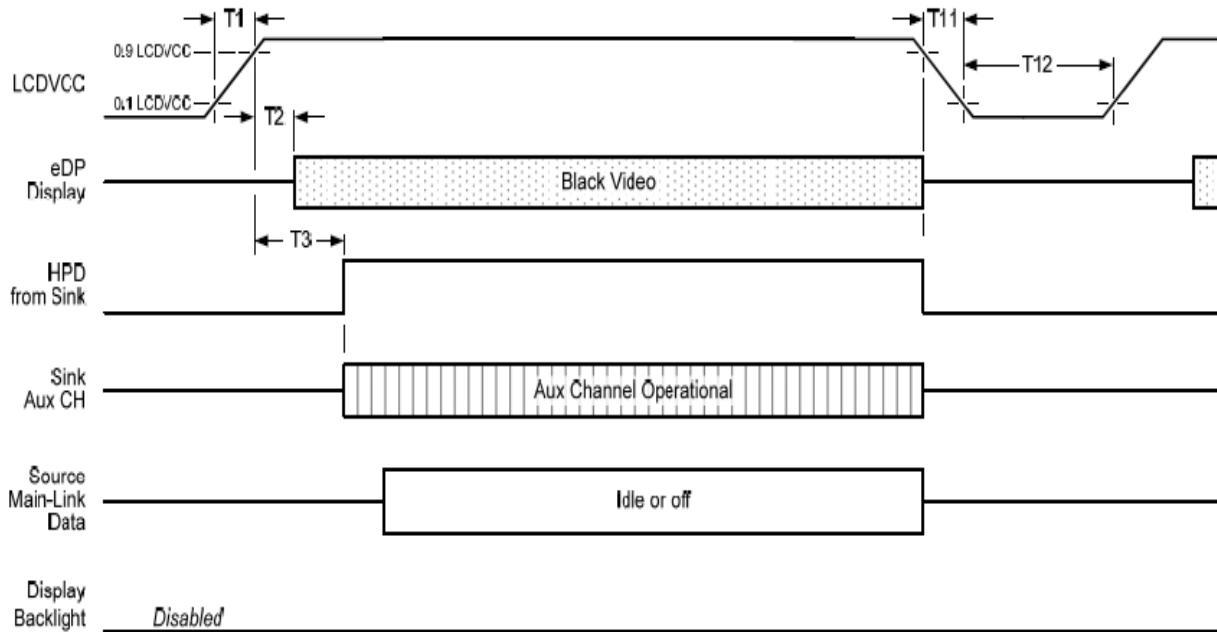 T1
T11
0.9 LCDVCC
LCDVCC
T12
0.1 LCDVCC
T2
eDP
Display
Black Video
T3
HPD
from Sink
Sink
Aux CH
Aux Channel Operational
Source
Main-Link
Data
Idle or off
Display
Backlight
Disabled